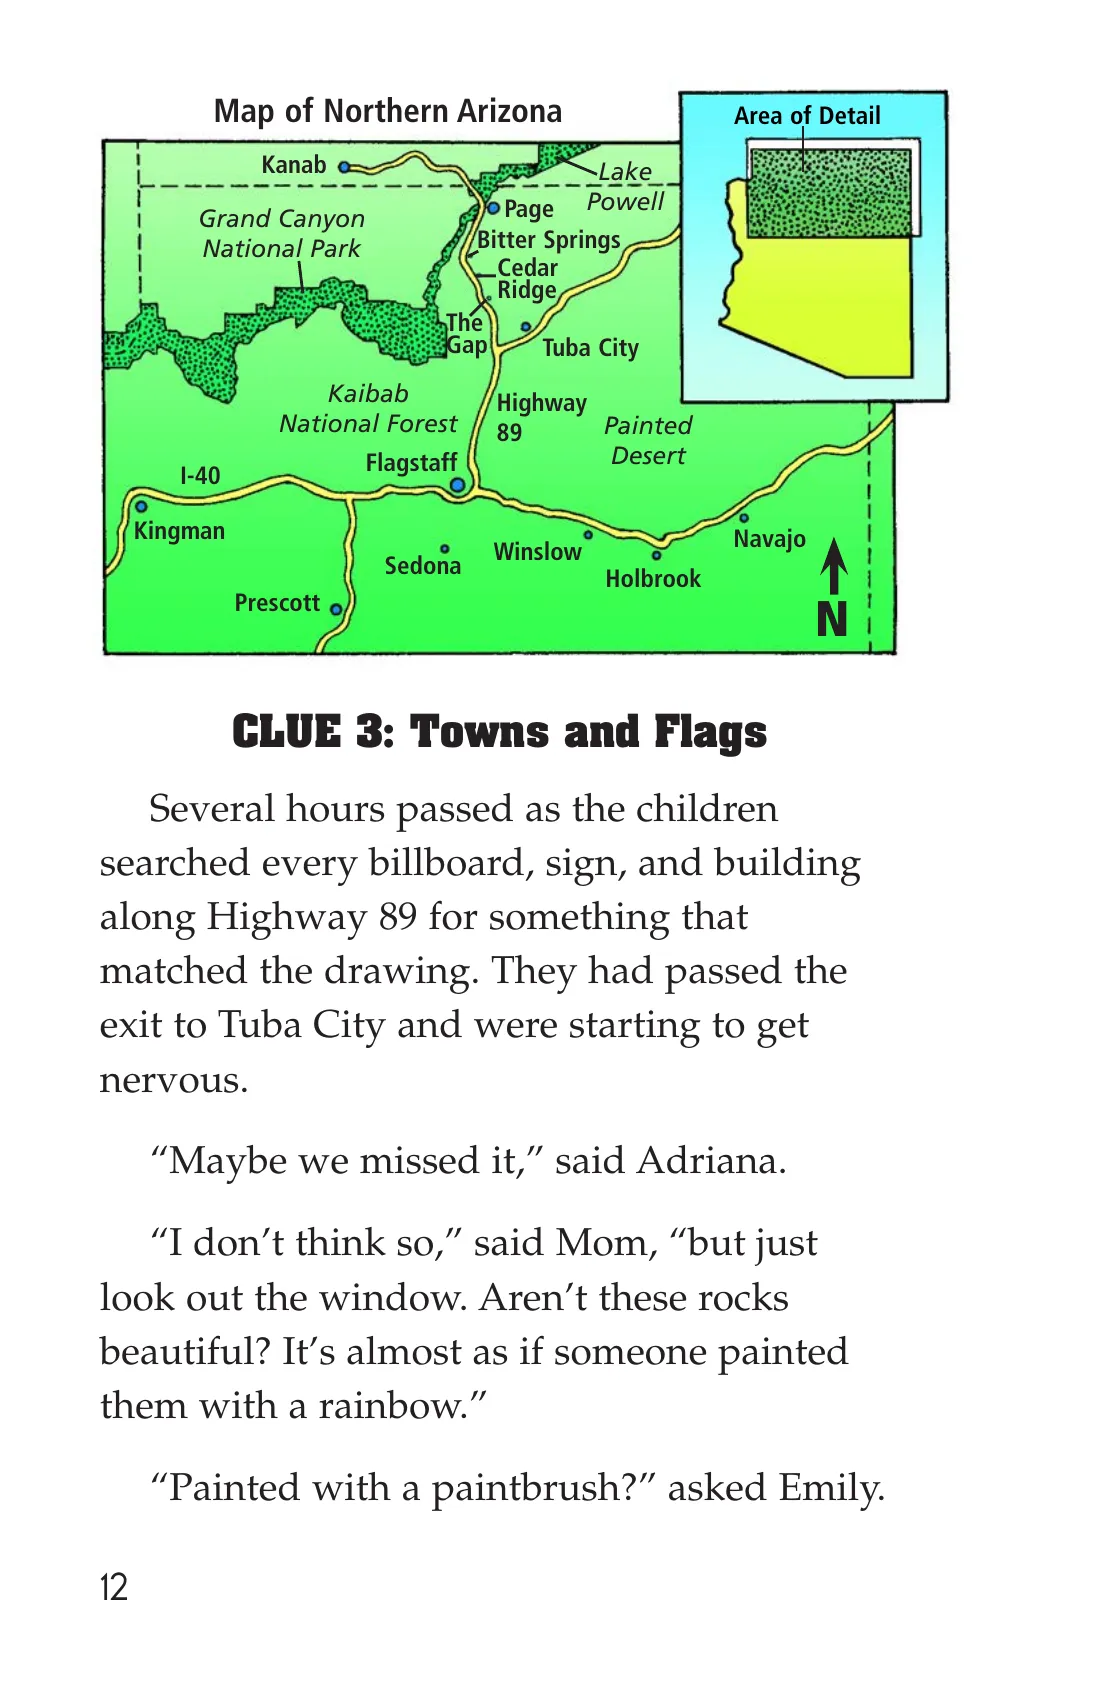 Map of Northern Arizona
Area of Detail
Kanab
Lake
Powell
Grand Canyon
National Park
Page
Bitter Springs
Cedar
Ridge
The
Gap
Tuba City
Kaibab
National Forest
Highway
89
Painted
Desert
Flagstaff
I-40
Kingman
Sedona
Winslow
Navajo
Holbrook
Prescott
N
CLUE 3: Towns and Flags
Several hours passed as the children
searched every billboard, sign, and building
along Highway 89 for something that
matched the drawing. They had passed the
exit to Tuba City and were starting to get
nervous.
“Maybe we missed it,” said Adriana.
“I don’t think so,” said Mom, “but just
look out the window. Aren’t these rocks
beautiful? It’s almost as if someone painted
them with a rainbow.”
“Painted with a paintbrush?” asked Emily.
12